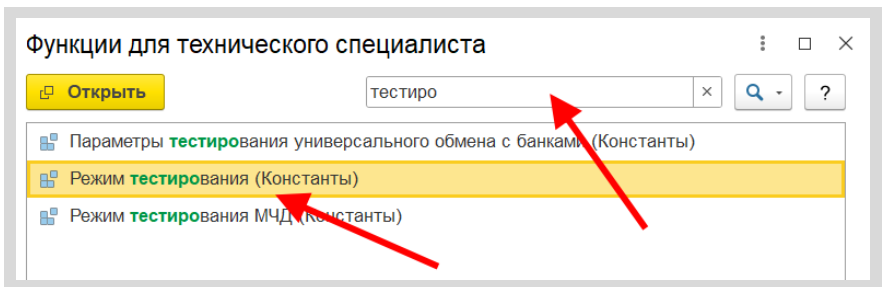 Функции для технического специалиста
Открыть
тестиро
?
Параметры тестирования универсального обмена с банками (Константы)
Режим тестирования (Константы)
Режим тестирования МЧД (Константы)